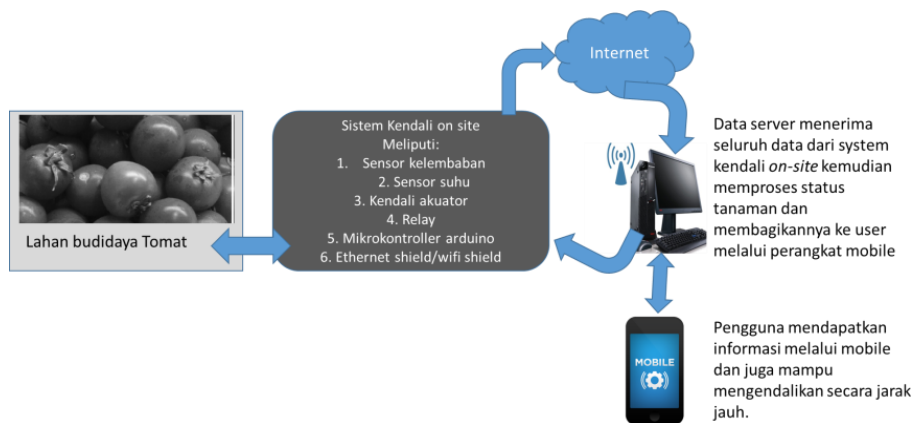 Internet
Lahan budidaya Tomat
Sistem Kendali on site
Meliputi:
1. Sensor kelembaban
2. Sensor suhu
3. Kendali akuator
4. Relay
5. Mikrokontroller arduino
6. Ethernet shield/wifi shield
Data server menerima
seluruh data dari system
kendali on-site kemudian
memproses status
tanaman dan
membagikannya ke user
melalui perangkat mobile
MOBILE
Pengguna mendapatkan
informasi melalui mobile
dan juga mampu
mengendalikan secara jarak
jauh.